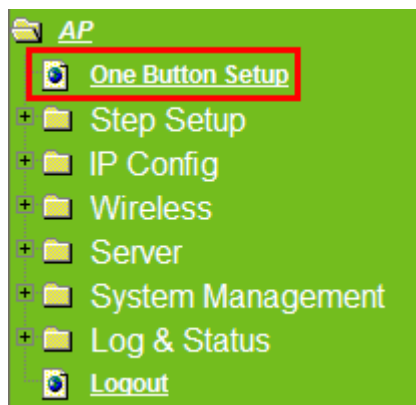 AP
One Button Setup
Step Setup
IP Config
Wireless
Server
System Management
Log & Status
Logout